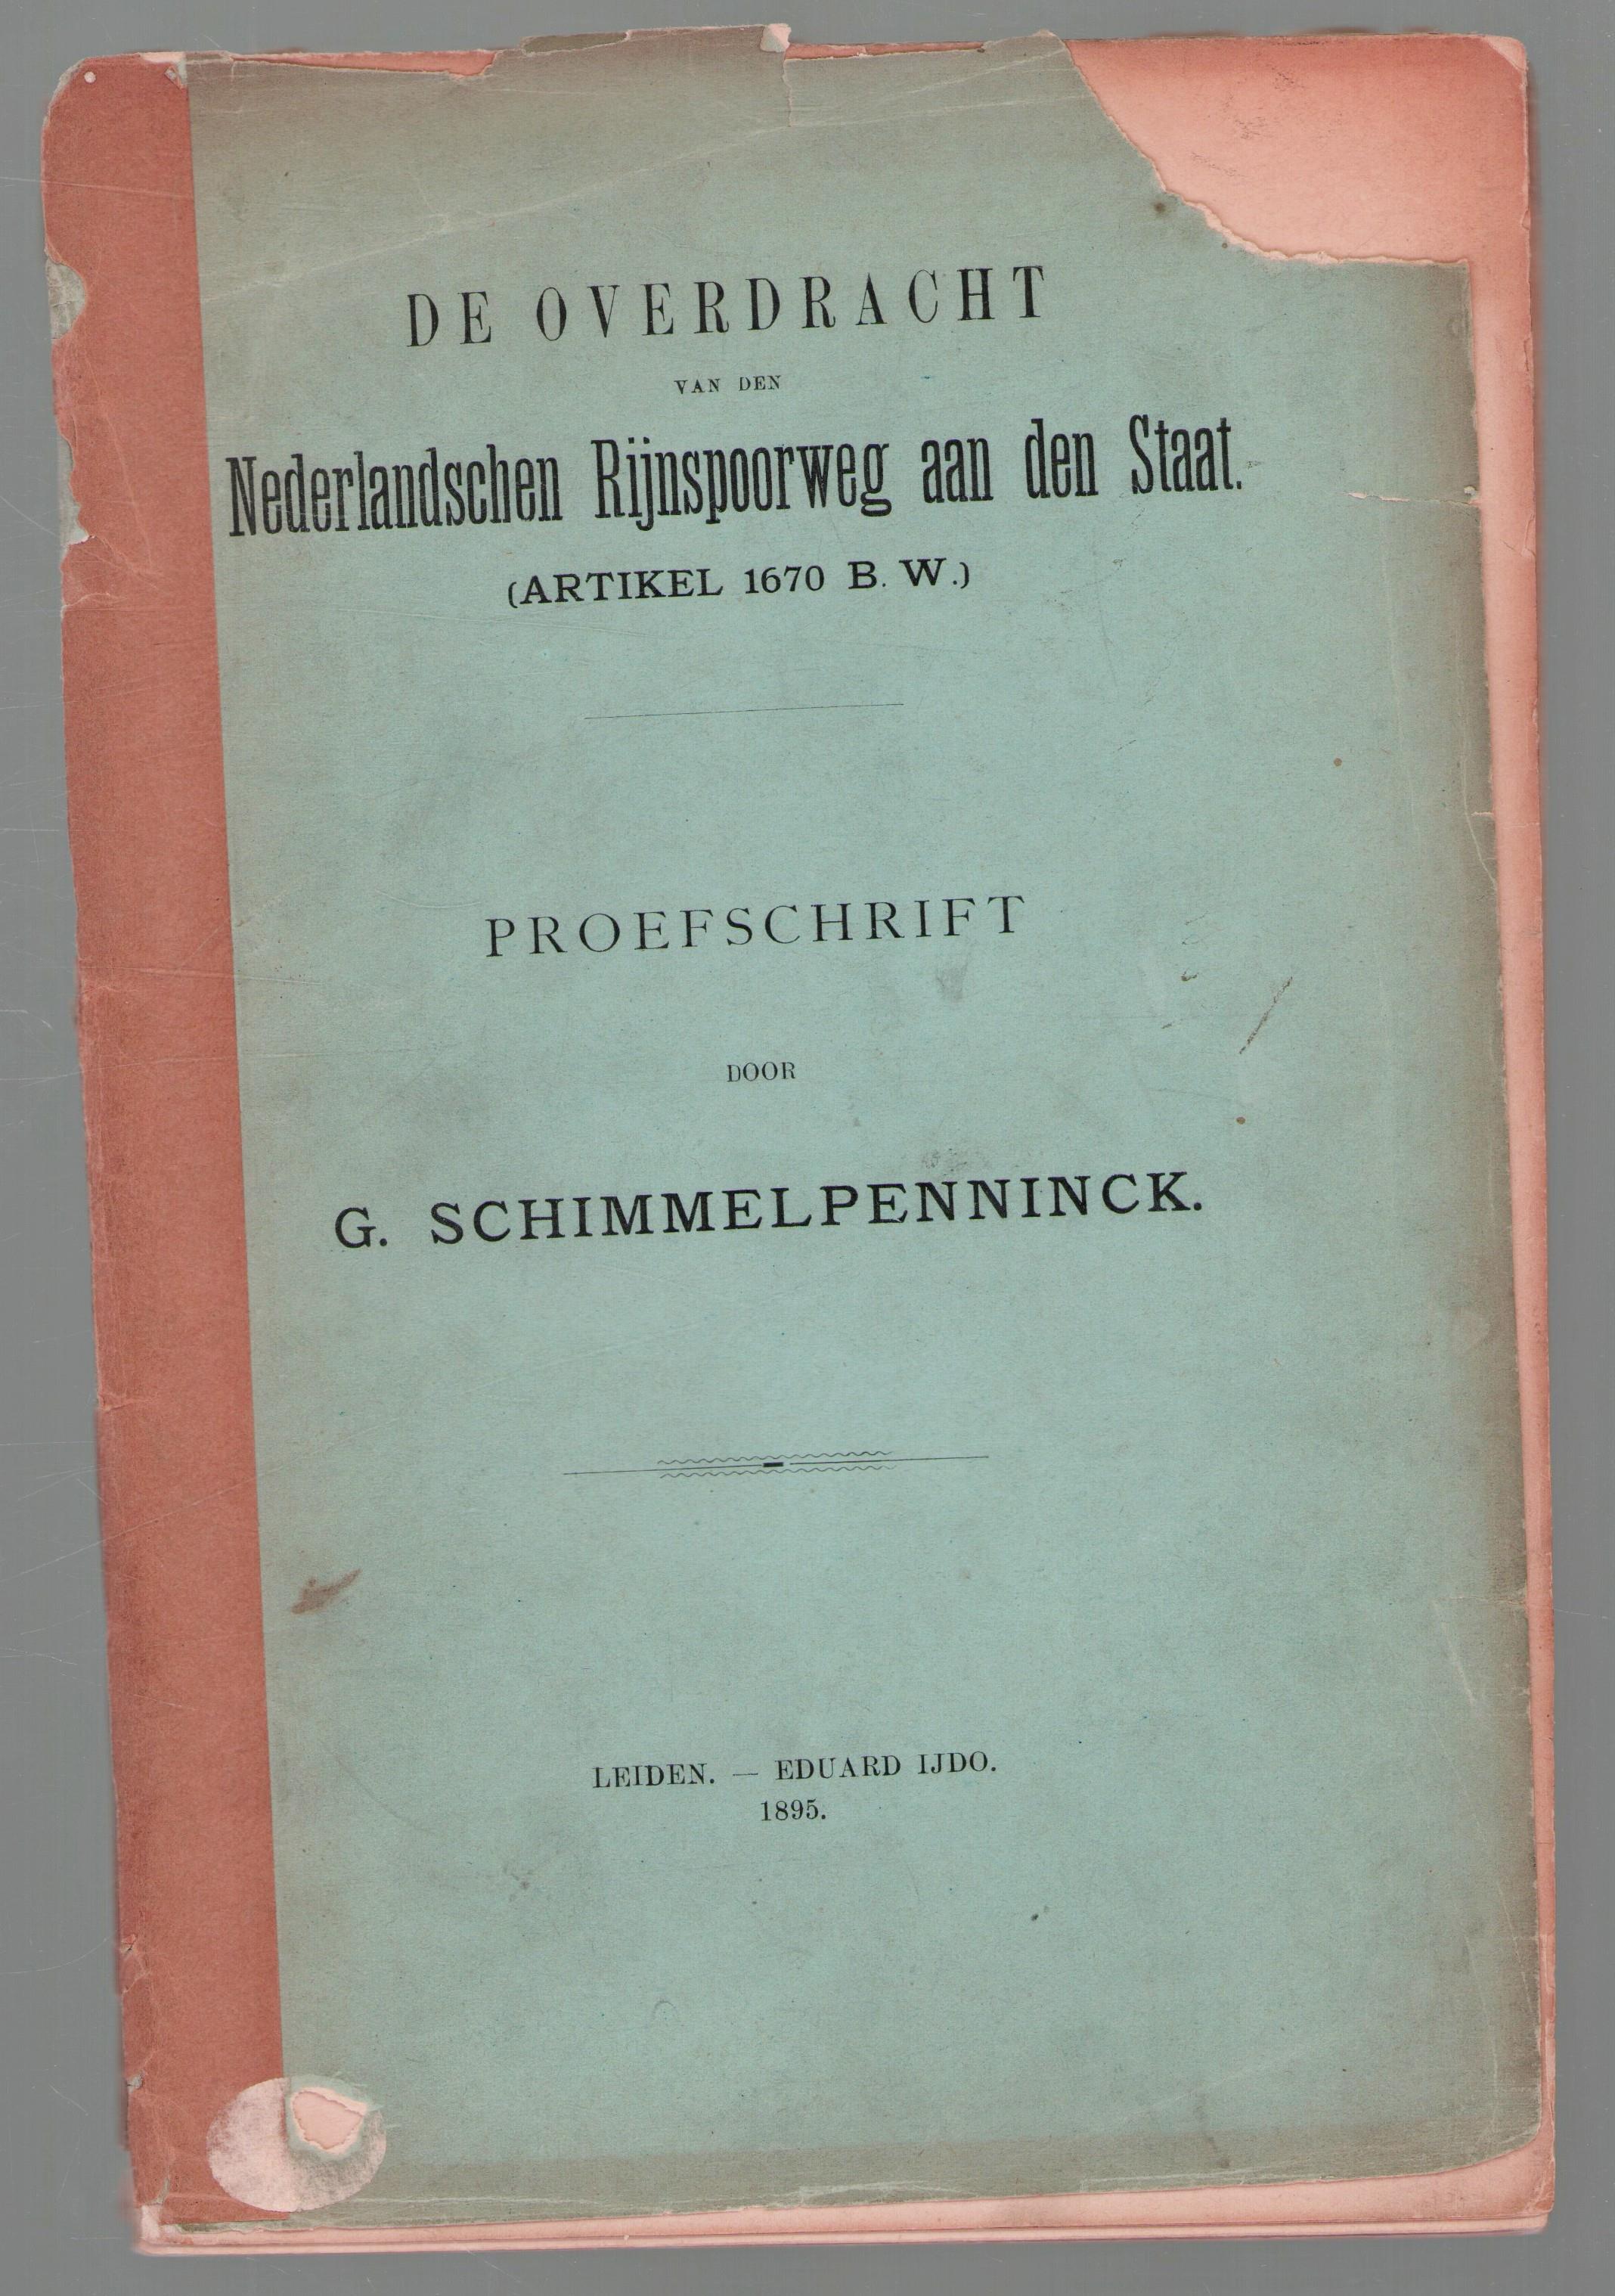 DE OVERDRACHT
VAN DEN
Nederlandschen Rijnspoorweg aan den Staat.
(ARTIKEL 1670 B. W.)
PROEFSCHRIFT
DOOR
G. SCHIMMELPENNINCK.
LEIDEN. — EDUARD IJDO.
1895.